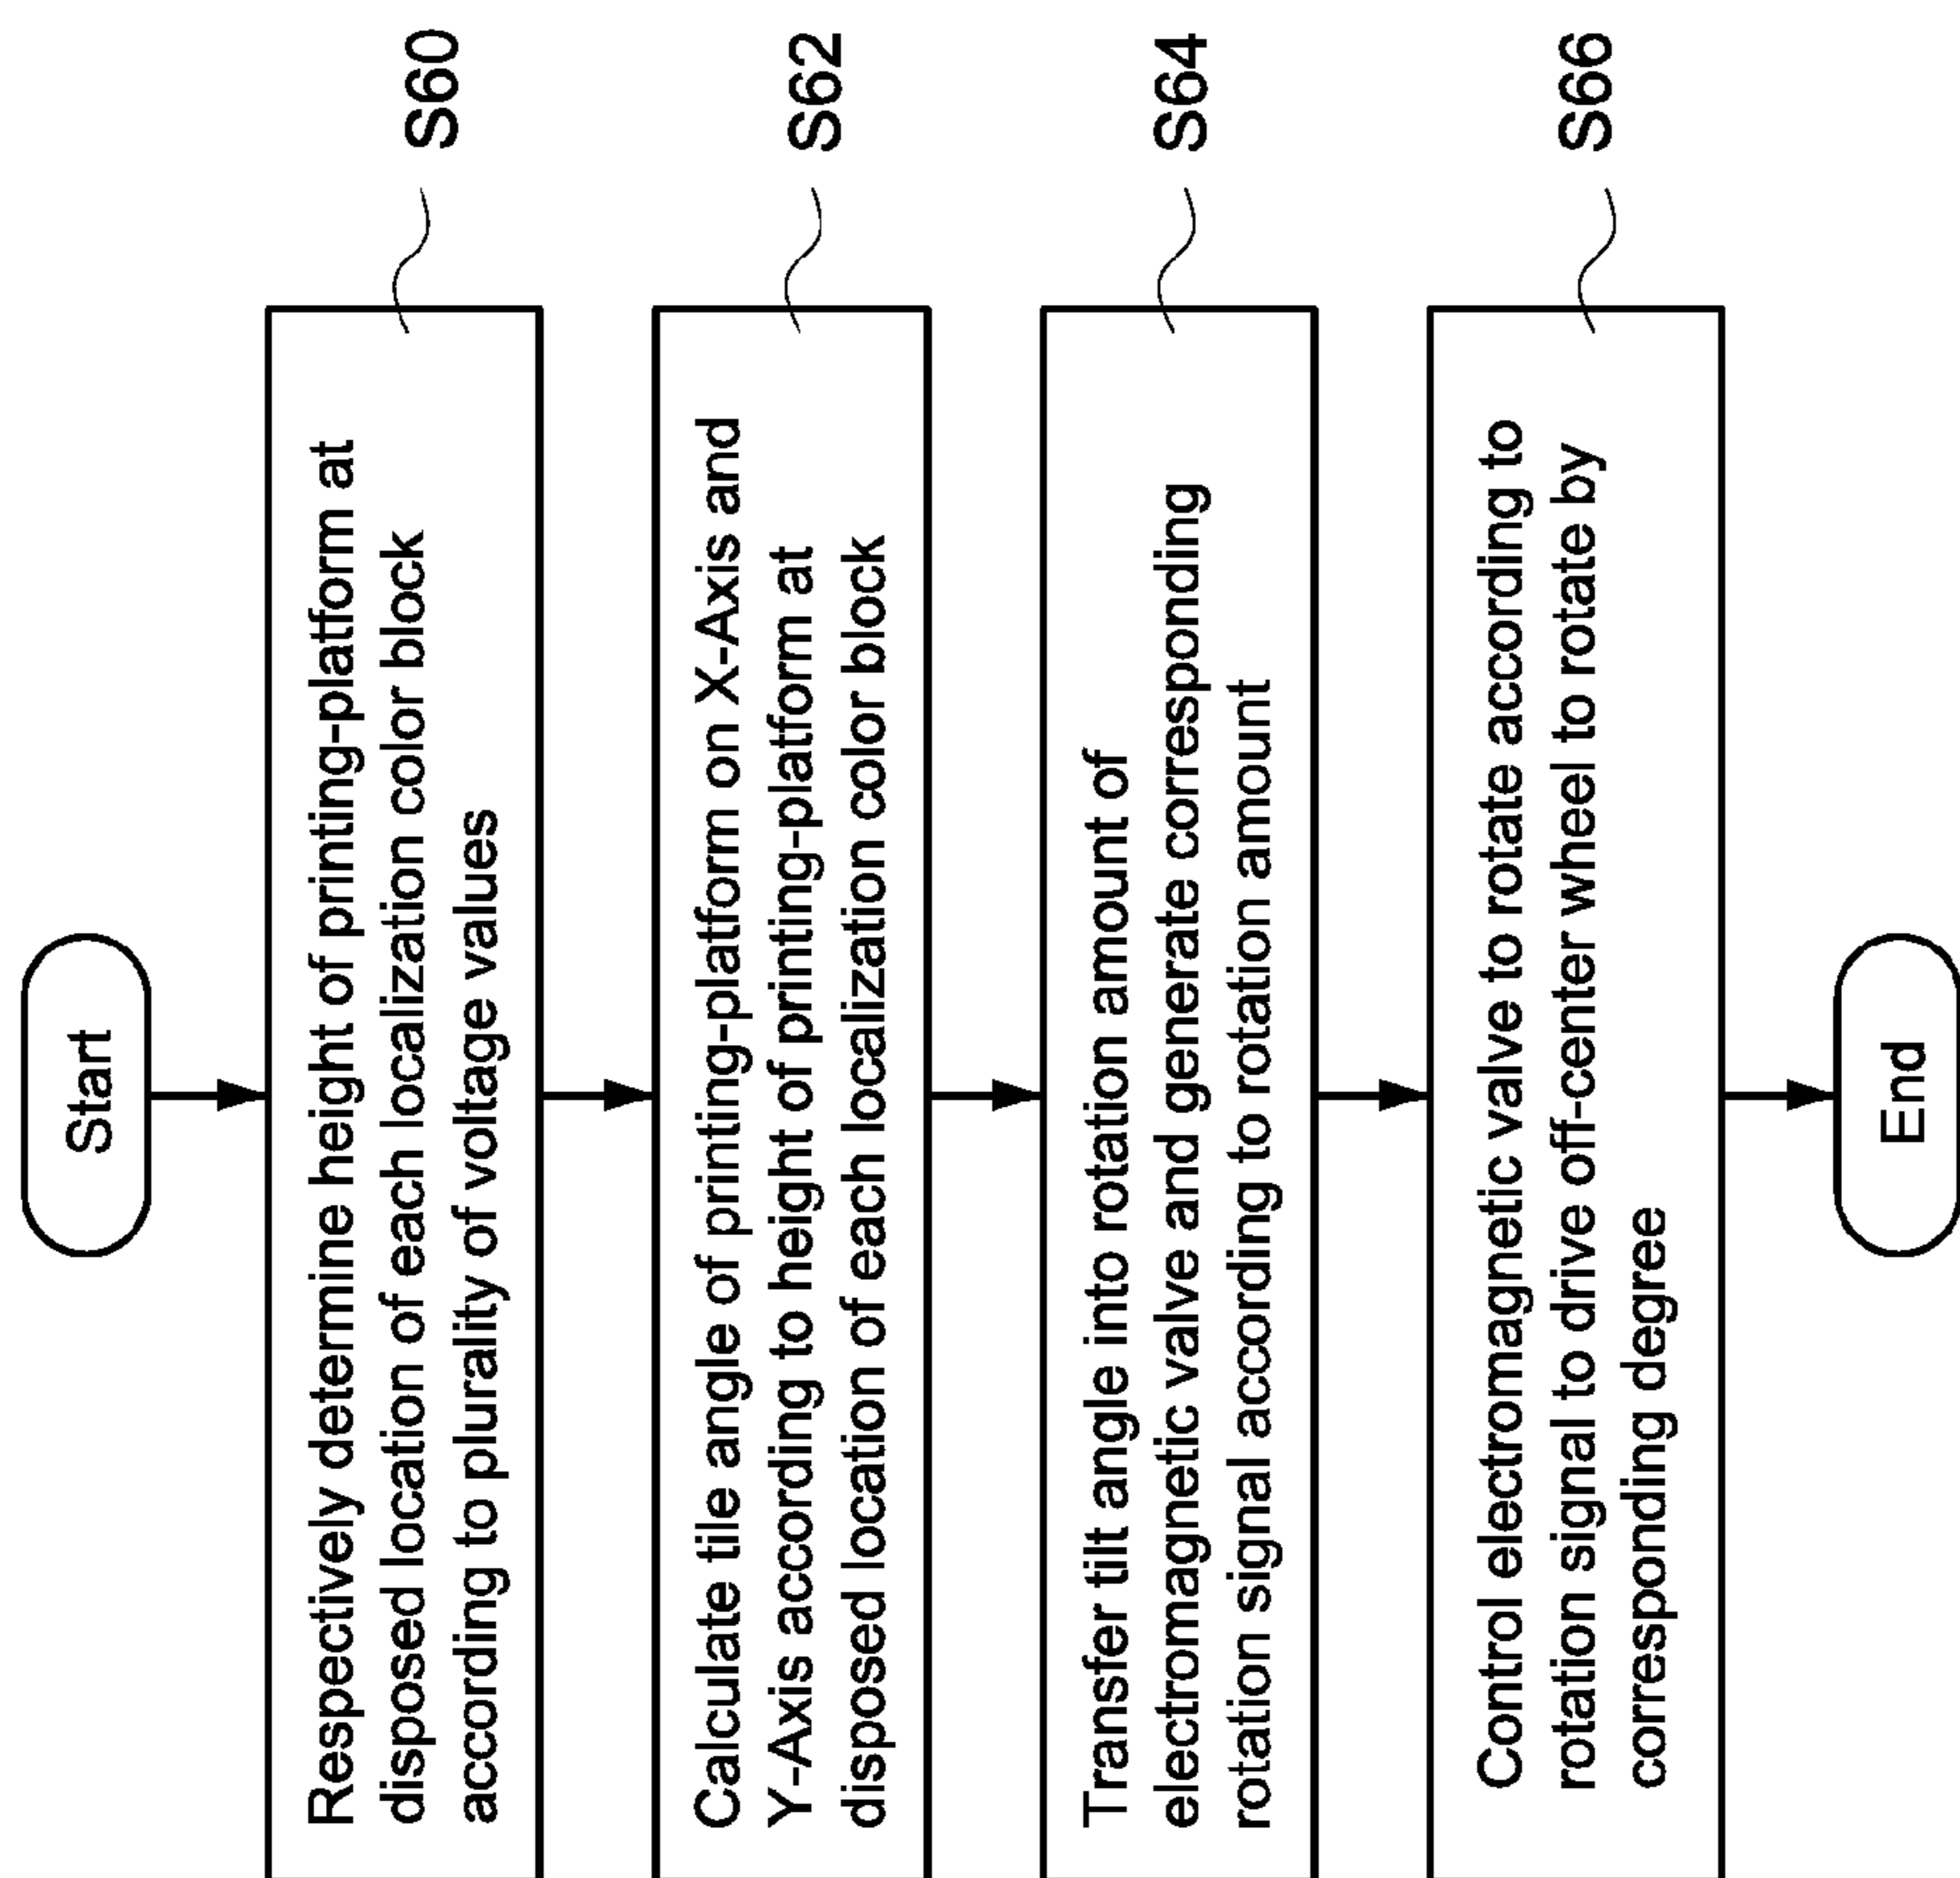 Start
Respectively determine height of printing-platform at
disposed location of each localization color block
according to plurality of voltage values
S60
Calculate tile angle of printing-platform on X-Axis and
Y-Axis according to height of printing-platform at
disposed location of each localization color block
S62
Transfer tilt angle into rotation amount of
electromagnetic valve and generate corresponding
rotation signal according to rotation amount
S64
Control electromagnetic valve to rotate according to
rotation signal to drive off-center wheel to rotate by
corresponding degree
S66
End